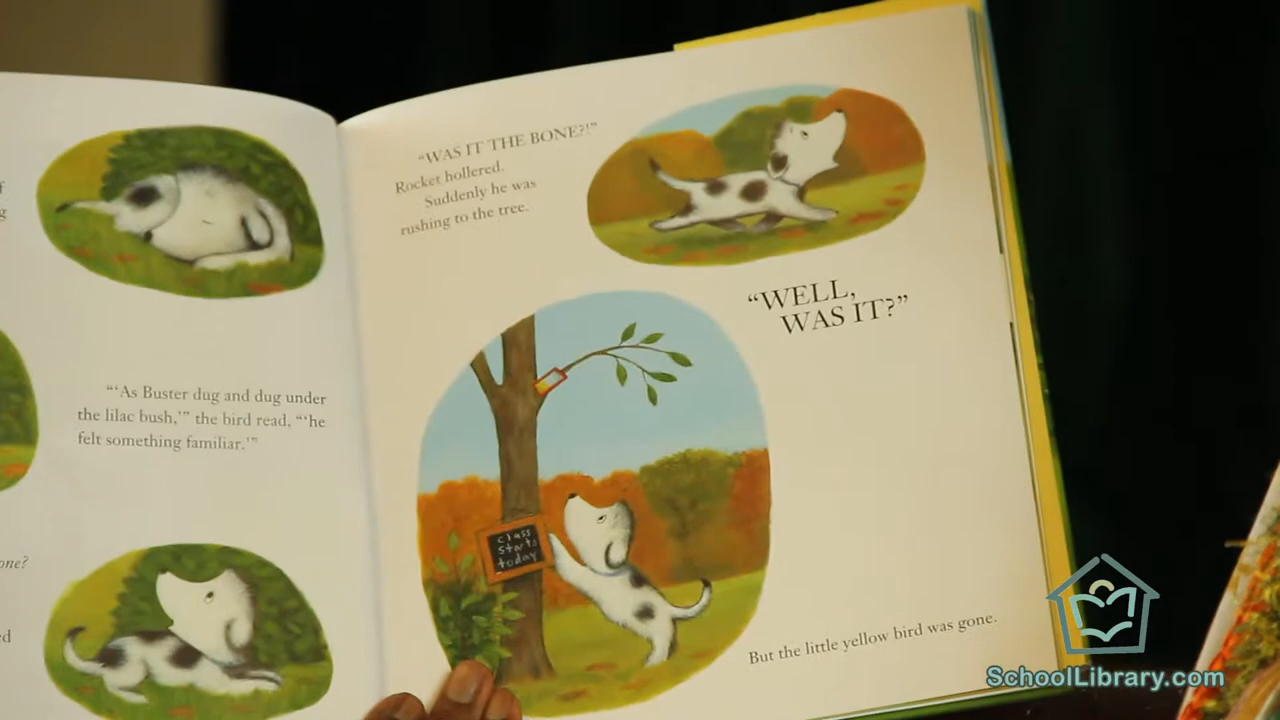 f
g
"'As Buster dug and dug under
the lilac bush,'" the bird read, "'he
felt something familiar.'"
one?
ed
"WAS IT THE BONE?!"
Rocket hollered.
Suddenly he was
rushing to the tree.
"WELL,
WAS IT?"
class
starts
today
But the little yellow bird was gone.
SchoolLibrary.com